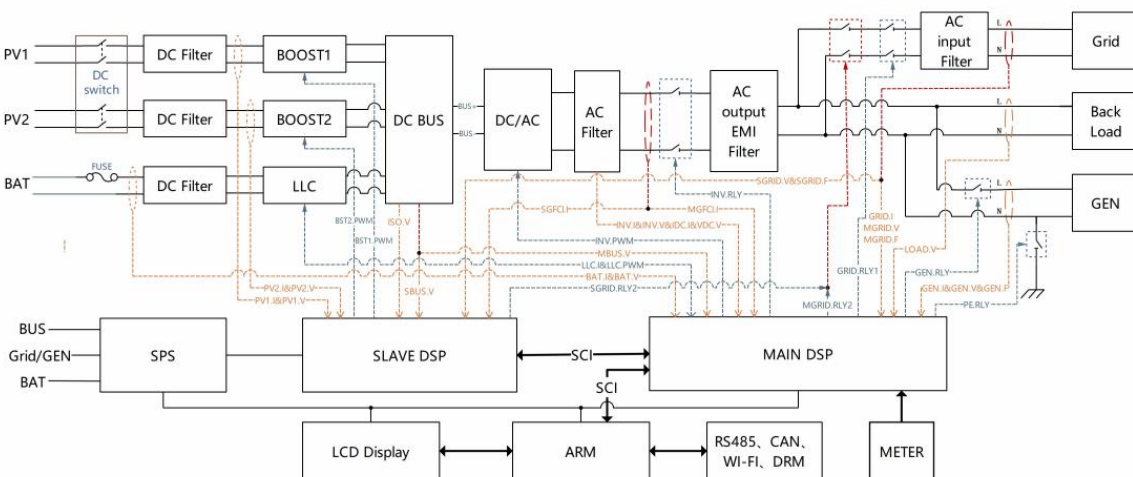 PV1
PV2
BAT
DC
switch
FUSE
DC Filter
DC Filter
DC Filter
BOOST1
BOOST2
LLC
DC BUS
BUS+
BUS-
DC/AC
AC
Filter
AC
output
EMI
Filter
AC
input
Filter
L
N
Grid
L
N
Back
Load
L
N
GEN
SGRID.V&SGRID.F
INV.RLY
SGFCI.I
MGFCI.I
ISO.V
BST2.PWM
BST1.PWM
INV.I&INV.V&IDC.I&VDC.V
INV.PWM
MBUS.V
LLC.I&LLC.PWM
BAT.I&BAT.V
SBUS.V
SGRID.RLY2
PV2.I&PV2.V
PV1.I&PV1.V
MGRID.RLY2
GRID.RLY1
GRID.I
MGRID.V
MGRID.F
LOAD.V
GEN.RLY
GEN.I&GEN.V&GEN.F
PE.RLY
BUS
Grid/GEN
BAT
SPS
SLAVE DSP
SCI
MAIN DSP
SCI
LCD Display
ARM
RS485、CAN、
WI-FI、DRM
METER